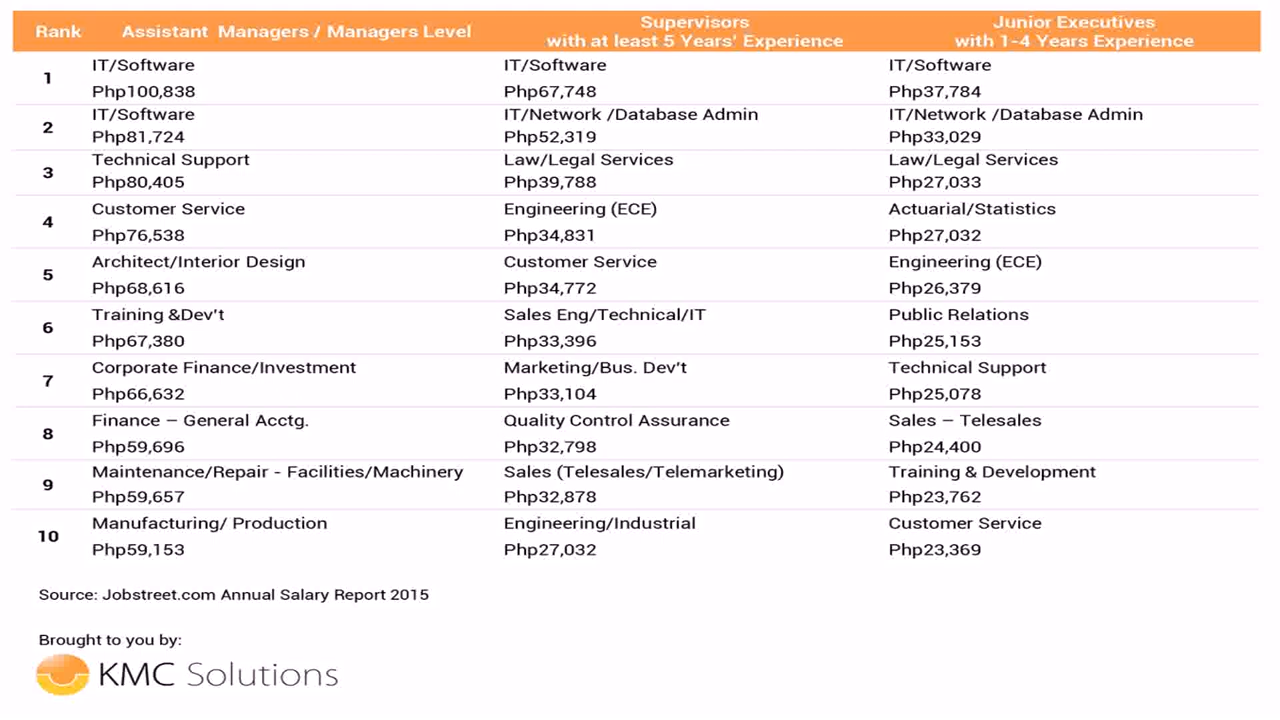 Rank Assistant Managers / Managers Level Supervisors with at least 5 Years' Experience Junior Executives with 1-4 Years Experience
1 IT/Software IT/Software IT/Software
Php100,838 Php67,748 Php37,784
2 IT/Software IT/Network /Database Admin IT/Network /Database Admin
Php81,724 Php52,319 Php33,029
3 Technical Support Law/Legal Services Law/Legal Services
Php80,405 Php39,788 Php27,033
4 Customer Service Engineering (ECE) Actuarial/Statistics
Php76,538 Php34,831 Php27,032
5 Architect/Interior Design Customer Service Engineering (ECE)
Php68,616 Php34,772 Php26,379
6 Training &Dev't Sales Eng/Technical/IT Public Relations
Php67,380 Php33,396 Php25,153
7 Corporate Finance/Investment Marketing/Bus. Dev't Technical Support
Php66,632 Php33,104 Php25,078
8 Finance – General Acctg. Quality Control Assurance Sales – Telesales
Php59,696 Php32,798 Php24,400
9 Maintenance/Repair - Facilities/Machinery Sales (Telesales/Telemarketing) Training & Development
Php59,657 Php32,878 Php23,762
10 Manufacturing/ Production Engineering/Industrial Customer Service
Php59,153 Php27,032 Php23,369
Source: Jobstreet.com Annual Salary Report 2015
Brought to you by:
KMC Solutions